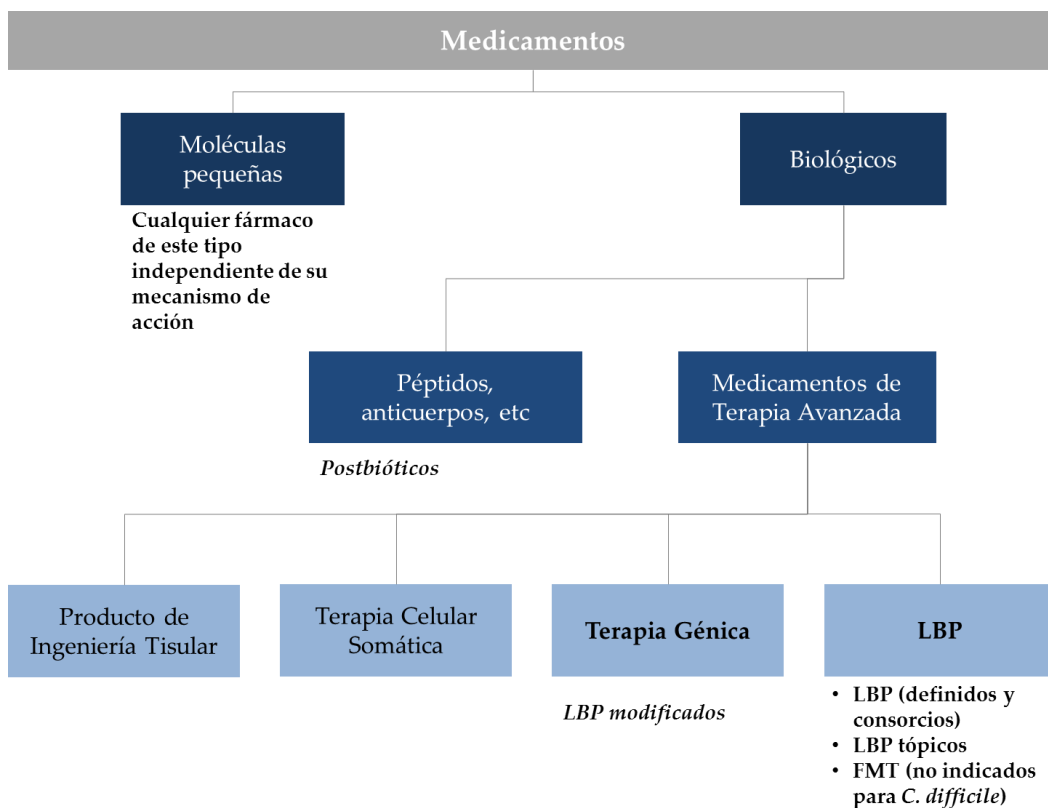 Medicamentos
Moléculas
pequeñas
Biológicos
Cualquier fármaco
de este tipo
independiente de su
mecanismo de
acción
Péptidos,
anticuerpos, etc
Medicamentos de
Terapia Avanzada
Postbióticos
Producto de
Ingeniería Tisular
Terapia Celular
Somática
Terapia Génica
LBP
LBP modificados
• LBP (definidos y
consorcios)
• LBP tópicos
• FMT (no indicados
para C. difficile)